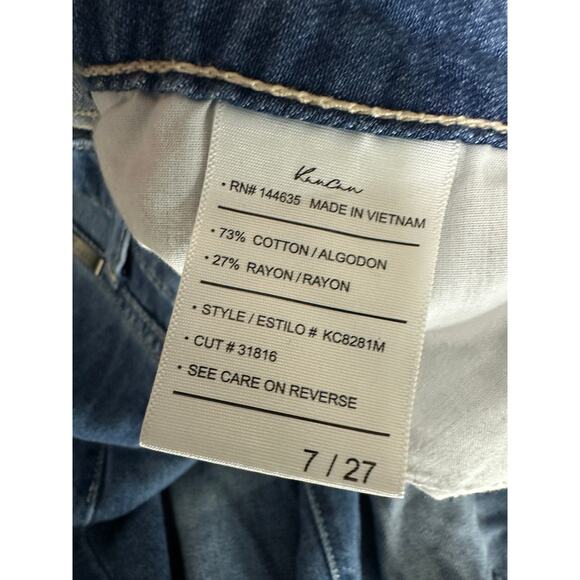 KanCan
• RN# 144635 MADE IN VIETNAM
• 73% COTTON / ALGODON
• 27% RAYON / RAYON
• STYLE / ESTILO # KC8281M
• CUT # 31816
• SEE CARE ON REVERSE
7 / 27